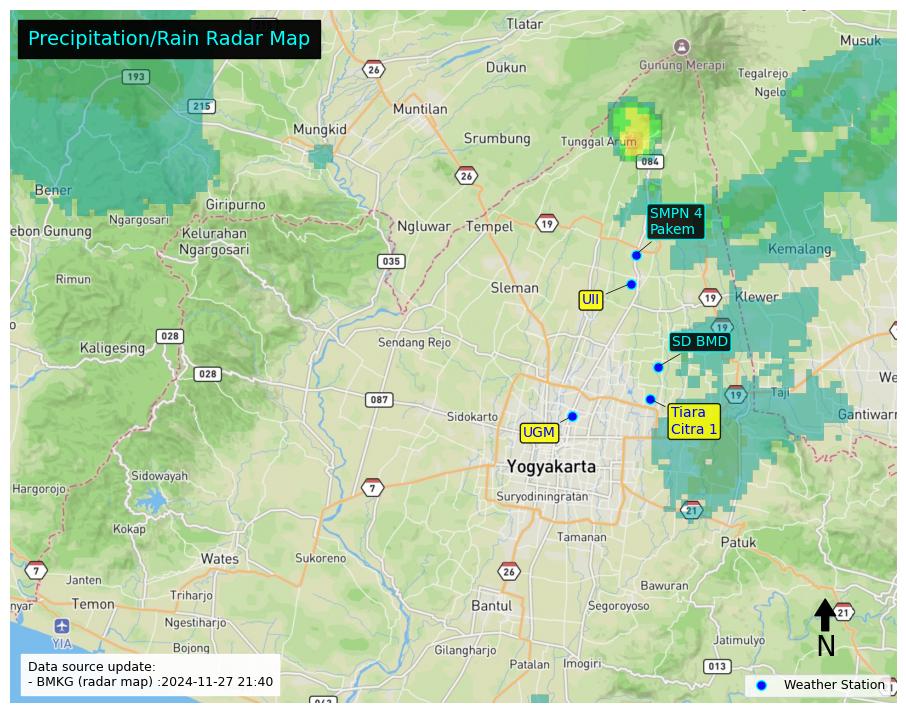 Precipitation/Rain Radar Map
Tlatar
Musuk
26
193
Dukun
Gunung Merapi
Tegalrejo
Ngelo
215
Muntilan
Mungkid
Srumbung
Tunggal Arum
084
26
Bener
Ngargosari
Giripurno
SMPN 4
Pakem
ebon Gunung
Kelurahan
Ngargosari
Ngluwar
Tempel
19
Kemalang
035
Rimun
Sleman
UII
19
Klewer
19
028
Kaligesing
Sendang Rejo
SD BMD
028
087
We
19
Taji
Sidokarto
Tiara
Citra 1
Gantiwarn
UGM
Yogyakarta
Sidowayah
7
Hargorojo
Suryodiningratan
21
Kokap
Tamanan
Patuk
Wates
Sukoreno
7
26
Janten
Bawuran
nyar
Temon
Triharjo
Bantul
Segoroyoso
21
Ngestiharjo
YIA
Bojong
Gilangharjo
Jatimulyo
N
Patalan
Imogiri
013
Data source update:
- BMKG (radar map) :2024-11-27 21:40
Weather Station